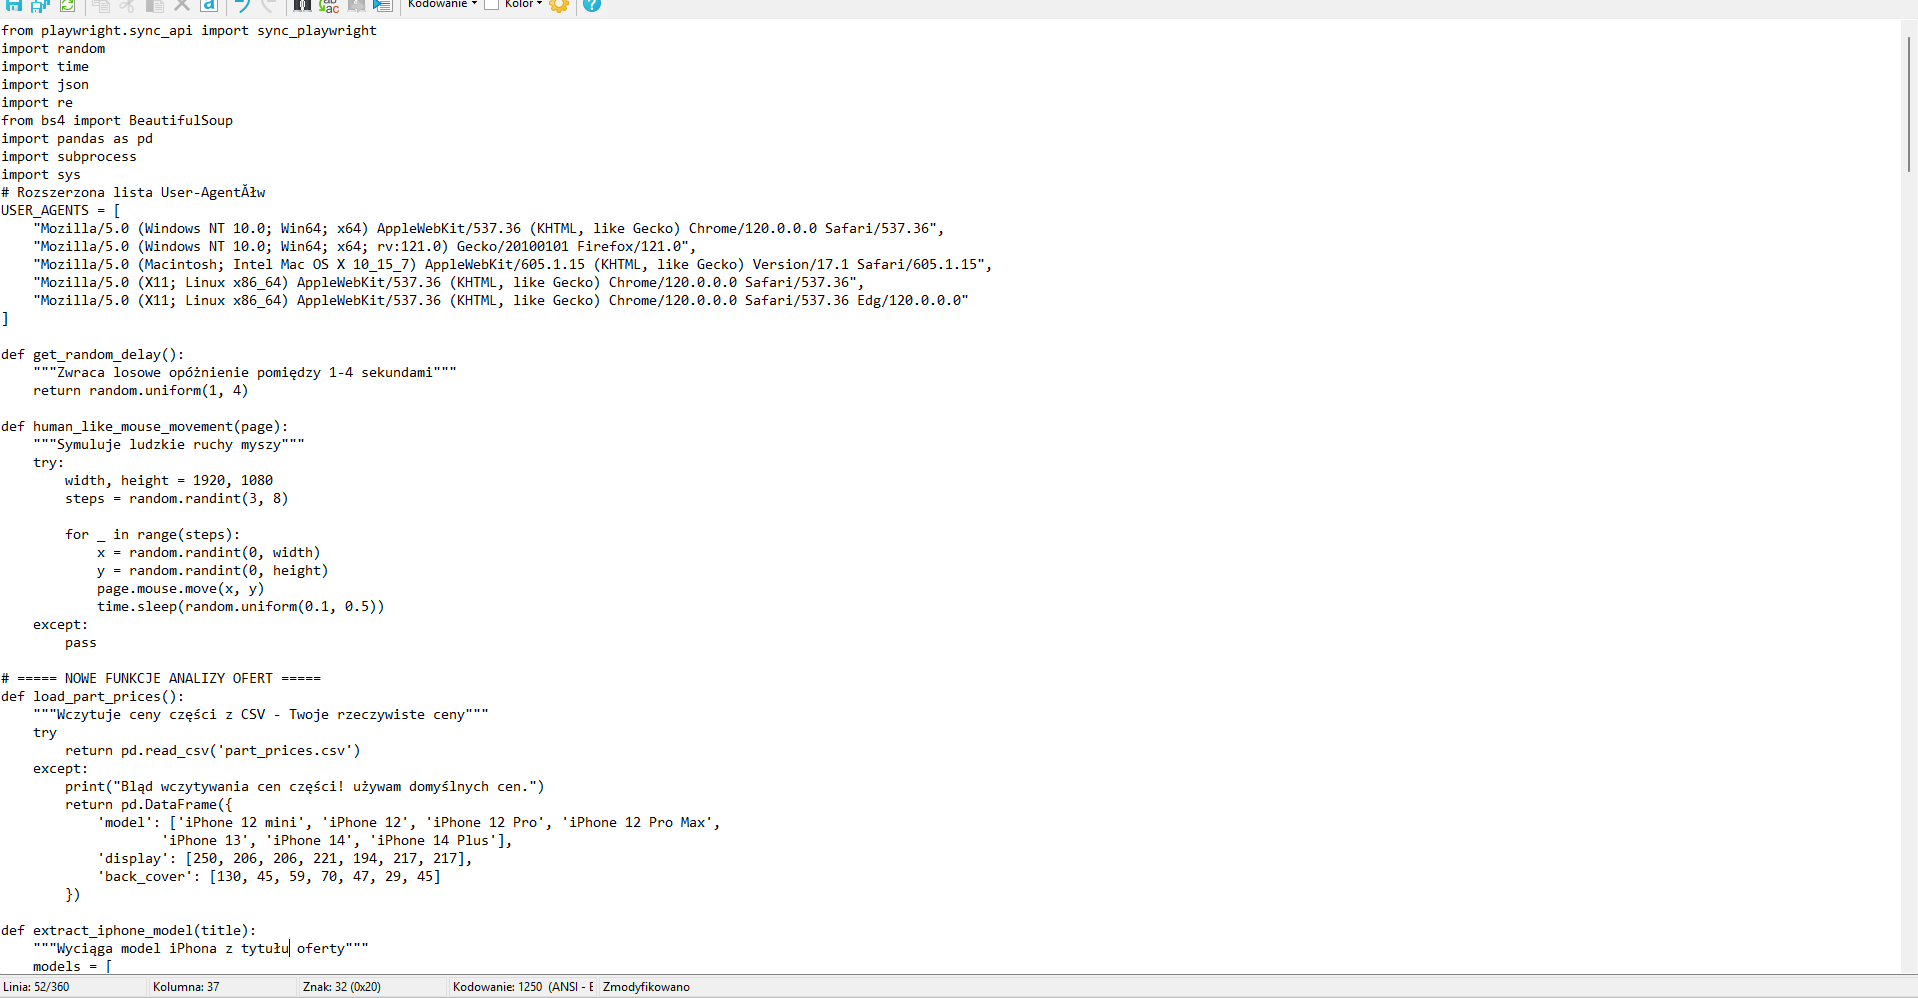 Kodowanie Kolor
from playwright.sync_api import sync_playwright
import random
import time
import json
import re
from bs4 import BeautifulSoup
import pandas as pd
import subprocess
import sys
# Rozszerzona lista User-AgentĂłw
USER_AGENTS = [
    "Mozilla/5.0 (Windows NT 10.0; Win64; x64) AppleWebKit/537.36 (KHTML, like Gecko) Chrome/120.0.0.0 Safari/537.36",
    "Mozilla/5.0 (Windows NT 10.0; Win64; x64; rv:121.0) Gecko/20100101 Firefox/121.0",
    "Mozilla/5.0 (Macintosh; Intel Mac OS X 10_15_7) AppleWebKit/605.1.15 (KHTML, like Gecko) Version/17.1 Safari/605.1.15",
    "Mozilla/5.0 (X11; Linux x86_64) AppleWebKit/537.36 (KHTML, like Gecko) Chrome/120.0.0.0 Safari/537.36",
    "Mozilla/5.0 (X11; Linux x86_64) AppleWebKit/537.36 (KHTML, like Gecko) Chrome/120.0.0.0 Safari/537.36 Edg/120.0.0.0"
]
def get_random_delay():
    """Zwraca losowe opóźnienie pomiędzy 1-4 sekundami"""
    return random.uniform(1, 4)
def human_like_mouse_movement(page):
    """Symuluje ludzkie ruchy myszy"""
    try:
        width, height = 1920, 1080
        steps = random.randint(3, 8)
        for _ in range(steps):
            x = random.randint(0, width)
            y = random.randint(0, height)
            page.mouse.move(x, y)
            time.sleep(random.uniform(0.1, 0.5))
    except:
        pass
# ===== NOWE FUNKCJE ANALIZY OFERT =====
def load_part_prices():
    """Wczytuje ceny części z CSV - Twoje rzeczywiste ceny"""
    try
        return pd.read_csv('part_prices.csv')
    except:
        print("Bląd wczytywania cen części! używam domyślnych cen.")
        return pd.DataFrame({
            'model': ['iPhone 12 mini', 'iPhone 12', 'iPhone 12 Pro', 'iPhone 12 Pro Max',
                    'iPhone 13', 'iPhone 14', 'iPhone 14 Plus'],
            'display': [250, 206, 206, 221, 194, 217, 217],
            'back_cover': [130, 45, 59, 70, 47, 29, 45]
        })
def extract_iphone_model(title):
    """Wyciąga model iPhona z tytułu oferty"""
    models = [
Linia: 52/360 Kolumna: 37 Znak: 32 (0x20) Kodowanie: 1250 (ANSI - E Zmodyfikowano